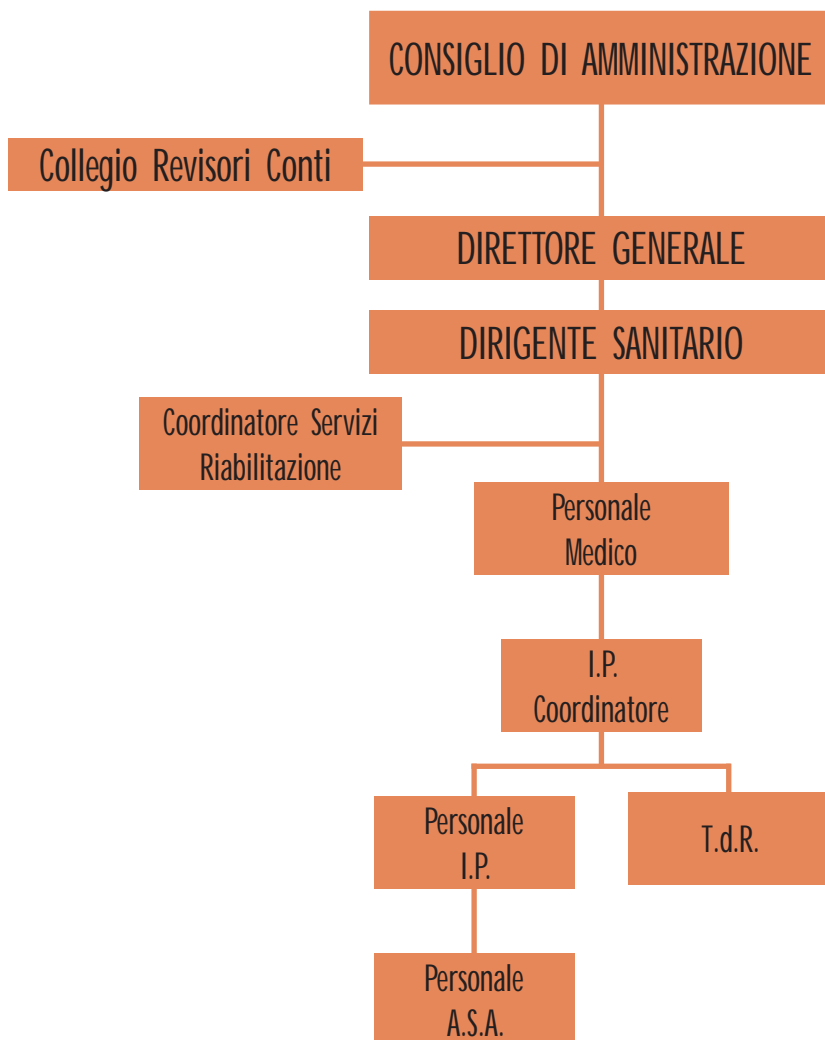 CONSIGLIO DI AMMINISTRAZIONE
Collegio Revisori Conti
DIRETTORE GENERALE
DIRIGENTE SANITARIO
Coordinatore Servizi
Riabilitazione
Personale
Medico
I.P.
Coordinatore
Personale
I.P.
T.d.R.
Personale
A.S.A.